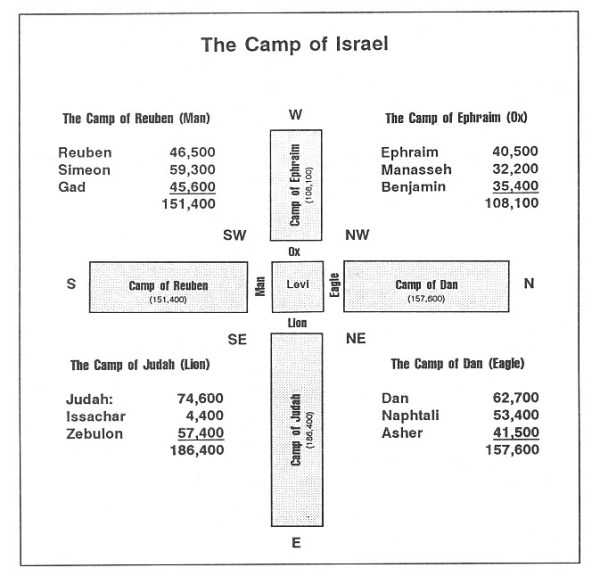 The Camp of Israel
The Camp of Reuben (Man)
Reuben 46,500
Simeon 59,300
Gad 45,600
151,400
W
The Camp of Ephraim (Ox)
Ephraim 40,500
Manasseh 32,200
Benjamin 35,400
108,100
Camp of Ephraim
(108,100)
SW
NW
Ox
S
Camp of Reuben
(151,400)
Man
Levi
Eagle
Camp of Dan
(157,600)
N
Lion
SE
NE
The Camp of Judah (Lion)
Judah: 74,600
Issachar 4,400
Zebulon 57,400
186,400
Camp of Judah
(186,400)
The Camp of Dan (Eagle)
Dan 62,700
Naphtali 53,400
Asher 41,500
157,600
E